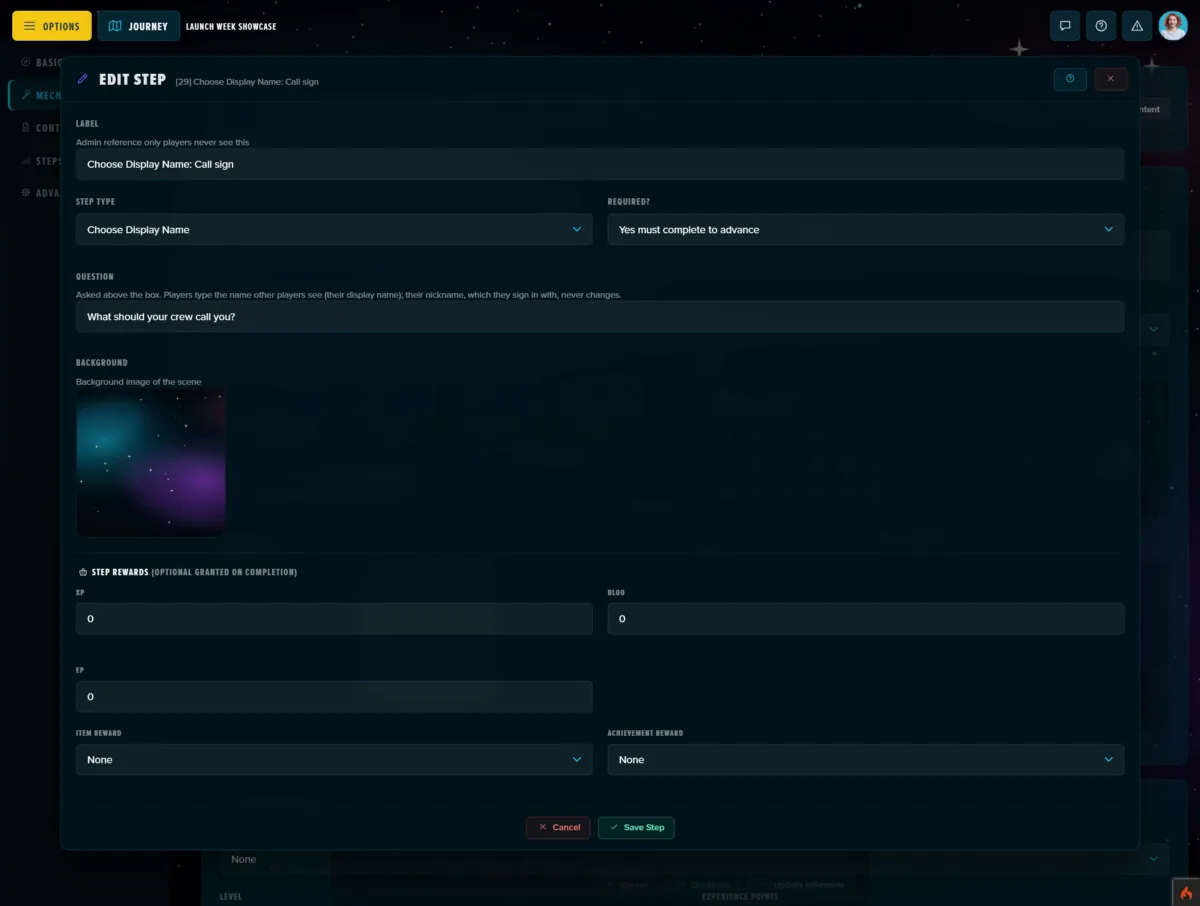 OPTIONS
JOURNEY
LAUNCH WEEK SHOWCASE
BASIC
MECH
CONT
STEPS
ADVA
EDIT STEP
[29] Choose Display Name: Call sign
ntent
LABEL
Admin reference only players never see this
Choose Display Name: Call sign
STEP TYPE
REQUIRED?
Choose Display Name
Yes must complete to advance
QUESTION
Asked above the box. Players type the name other players see (their display name); their nickname, which they sign in with, never changes.
What should your crew call you?
BACKGROUND
Background image of the scene
STEP REWARDS (OPTIONAL GRANTED ON COMPLETION)
XP
BLOO
0
0
EP
0
ITEM REWARD
ACHIEVEMENT REWARD
None
None
Cancel
Save Step
None
Update Milestone
LEVEL
EXPERIENCE POINTS